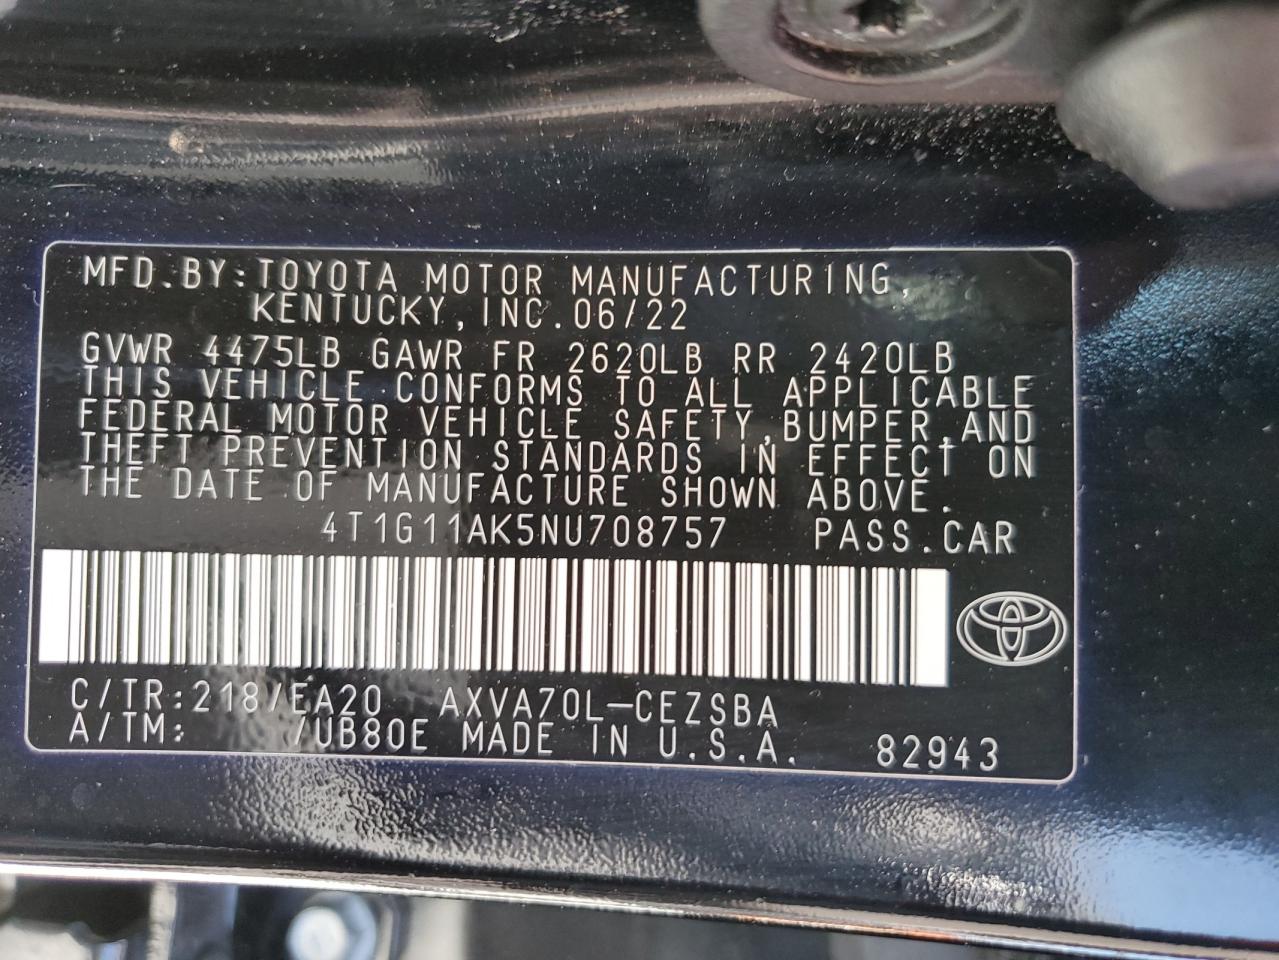 MFD.BY:TOYOTA MOTOR MANUFACTURING,
KENTUCKY,INC.06/22
GVWR 4475LB GAWR FR 2620LB RR 2420LB
THIS VEHICLE CONFORMS TO ALL APPLICABLE
FEDERAL MOTOR VEHICLE SAFETY,BUMPER,AND
THEFT PREVENTION STANDARDS IN EFFECT ON
THE DATE OF MANUFACTURE SHOWN ABOVE.
4T1G11AK5NU708757 PASS.CAR
C/TR:218/EA20 AXVA70L-CEZSBA
A/TM: /UB80E MADE IN U.S.A. 82943